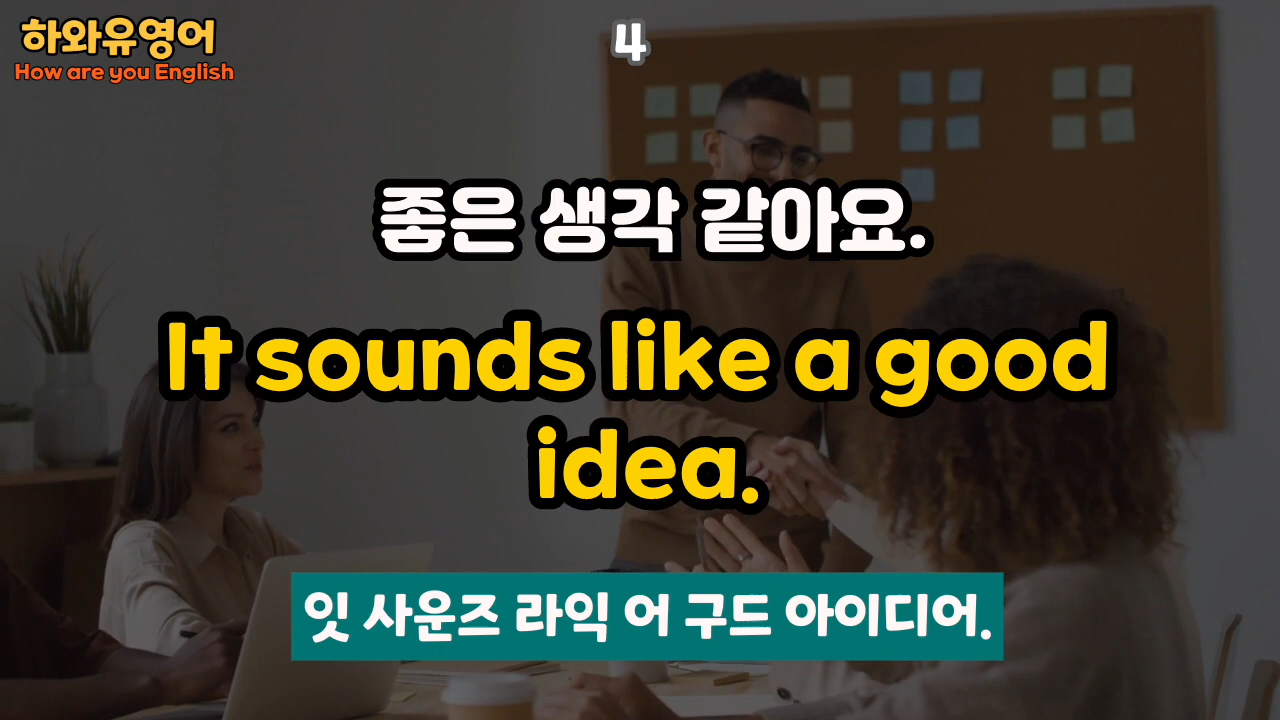 하와유영어
How are you English
4
좋은 생각 같아요.
It sounds like a good
idea.
잇 사운즈 라익 어 구드 아이디어.